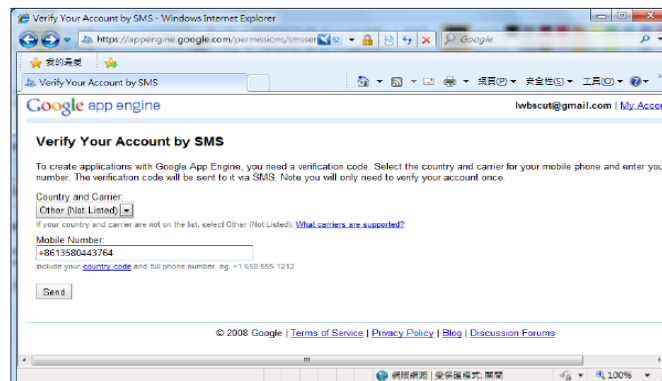 Verify Your Account by SMS - Windows Internet Explorer
https://appengine.google.com/permissions/smsser
Google
我的最愛
Verify Your Account by SMS
網頁(P) 安全性(S) 工具(O)
Google app engine
lwbscut@gmail.com | My Accou
Verify Your Account by SMS
To create applications with Google App Engine, you need a verification code. Select the country and carrier for your mobile phone and enter you
number. The verification code will be sent to it via SMS. Note you will only need to verify your account once.
Country and Carrier:
Other (Not Listed)
If your country and carrier are not on the list, select Other (Not Listed). What carriers are supported?
Mobile Number:
+8613580443764
Include your country code and full phone number. eg. +1 650 555 1212
Send
© 2008 Google | Terms of Service | Privacy Policy | Blog | Discussion Forums
網際網路 | 受保護模式: 關閉
100%